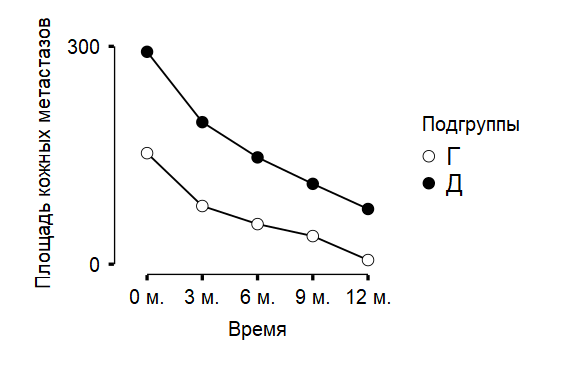 Площадь кожных метастазов
300
0
0 м. 3 м. 6 м. 9 м. 12 м.
Время
Подгруппы
Г
Д